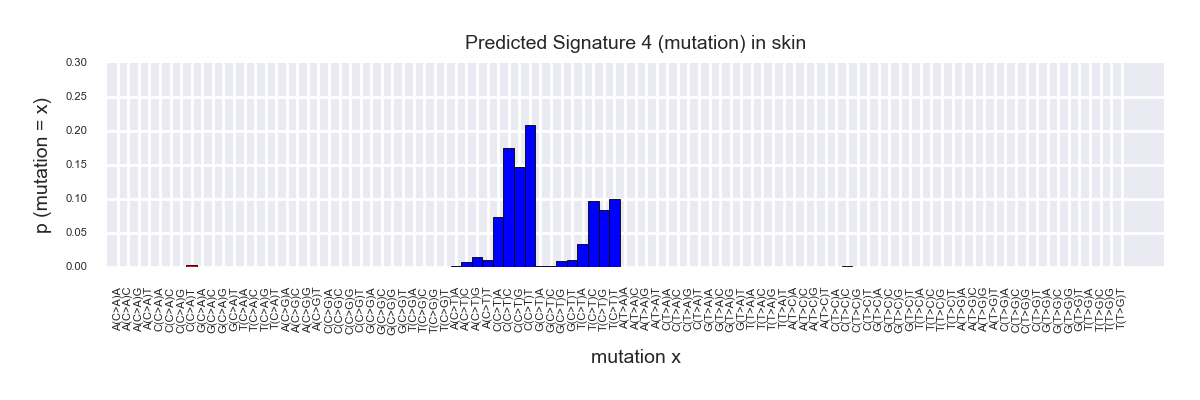 Predicted Signature 4 (mutation) in skin
0.30
0.25
0.20
0.15
0.10
0.05
0.00
p (mutation = x)
A(C>A)A
A(C>A)C
A(C>A)G
A(C>A)T
C(C>A)A
C(C>A)C
C(C>A)G
C(C>A)T
G(C>A)A
G(C>A)C
G(C>A)G
G(C>A)T
T(C>A)A
T(C>A)C
T(C>A)G
T(C>A)T
A(C>G)A
A(C>G)C
A(C>G)G
A(C>G)T
C(C>G)A
C(C>G)C
C(C>G)G
C(C>G)T
G(C>G)A
G(C>G)C
G(C>G)G
G(C>G)T
T(C>G)A
T(C>G)C
T(C>G)G
T(C>G)T
A(C>T)A
A(C>T)C
A(C>T)G
A(C>T)T
C(C>T)A
C(C>T)C
C(C>T)G
C(C>T)T
G(C>T)A
G(C>T)C
G(C>T)G
G(C>T)T
T(C>T)A
T(C>T)C
T(C>T)G
T(C>T)T
A(T>A)A
A(T>A)C
A(T>A)G
A(T>A)T
C(T>A)A
C(T>A)C
C(T>A)G
C(T>A)T
G(T>A)A
G(T>A)C
G(T>A)G
G(T>A)T
T(T>A)A
T(T>A)C
T(T>A)G
T(T>A)T
A(T>C)A
A(T>C)C
A(T>C)G
A(T>C)T
C(T>C)A
C(T>C)C
C(T>C)G
C(T>C)T
G(T>C)A
G(T>C)C
G(T>C)G
G(T>C)T
T(T>C)A
T(T>C)C
T(T>C)G
T(T>C)T
A(T>G)A
A(T>G)C
A(T>G)G
A(T>G)T
C(T>G)A
C(T>G)C
C(T>G)G
C(T>G)T
G(T>G)A
G(T>G)C
G(T>G)G
G(T>G)T
T(T>G)A
T(T>G)C
T(T>G)G
T(T>G)T
mutation x